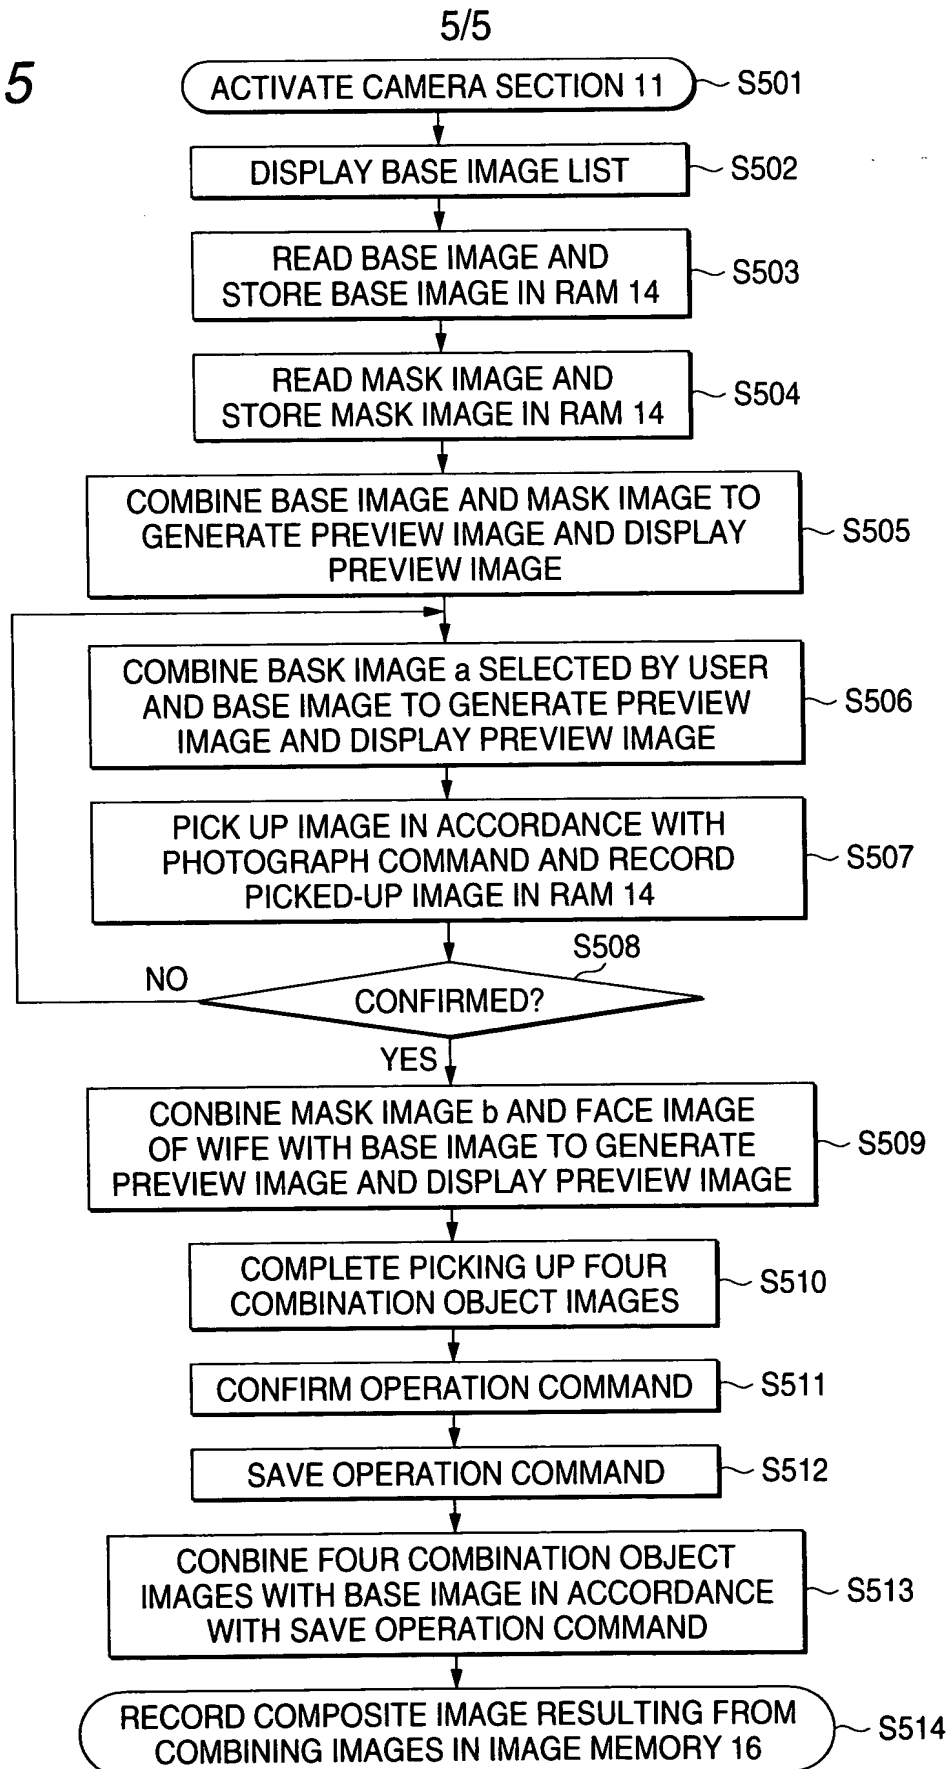 5/5
5
ACTIVATE CAMERA SECTION 11
S501
DISPLAY BASE IMAGE LIST
S502
READ BASE IMAGE AND
STORE BASE IMAGE IN RAM 14
S503
READ MASK IMAGE AND
STORE MASK IMAGE IN RAM 14
S504
COMBINE BASE IMAGE AND MASK IMAGE TO
GENERATE PREVIEW IMAGE AND DISPLAY
PREVIEW IMAGE
S505
COMBINE BASK IMAGE a SELECTED BY USER
AND BASE IMAGE TO GENERATE PREVIEW
IMAGE AND DISPLAY PREVIEW IMAGE
S506
PICK UP IMAGE IN ACCORDANCE WITH
PHOTOGRAPH COMMAND AND RECORD
PICKED-UP IMAGE IN RAM 14
S507
S508
NO
CONFIRMED?
YES
CONBINE MASK IMAGE b AND FACE IMAGE
OF WIFE WITH BASE IMAGE TO GENERATE
PREVIEW IMAGE AND DISPLAY PREVIEW IMAGE
S509
COMPLETE PICKING UP FOUR
COMBINATION OBJECT IMAGES
S510
CONFIRM OPERATION COMMAND
S511
SAVE OPERATION COMMAND
S512
CONBINE FOUR COMBINATION OBJECT
IMAGES WITH BASE IMAGE IN ACCORDANCE
WITH SAVE OPERATION COMMAND
S513
RECORD COMPOSITE IMAGE RESULTING FROM
COMBINING IMAGES IN IMAGE MEMORY 16
S514